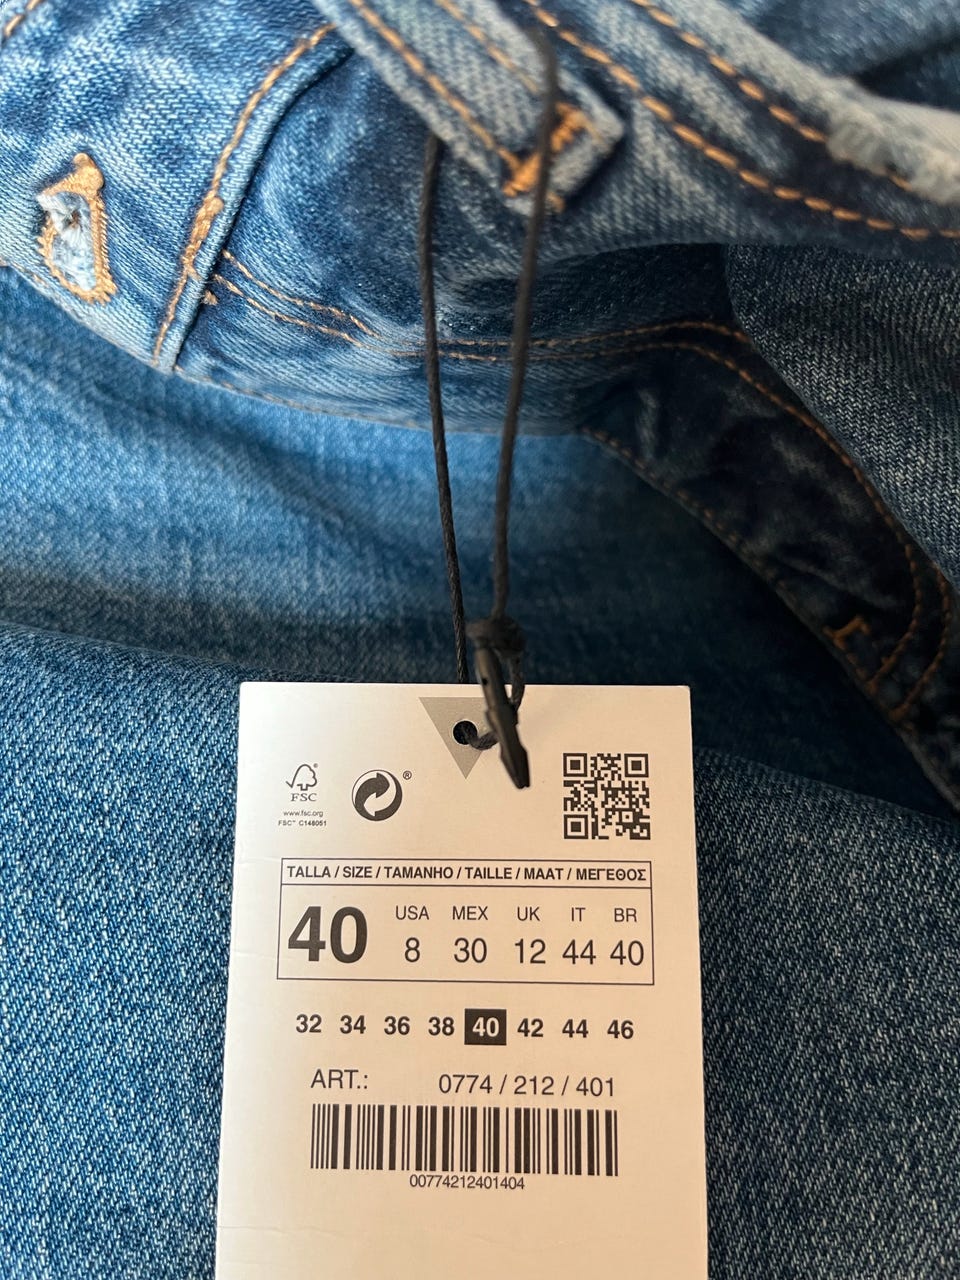 FSC
www.fsc.org
FSC™ C148051
®
TALLA / SIZE / TAMANHO / TAILLE / MAAT / ΜΕΓΕΘΟΣ
40
USA MEX UK IT BR
8 30 12 44 40
32 34 36 38 40 42 44 46
ART.: 0774 / 212 / 401
00774212401404